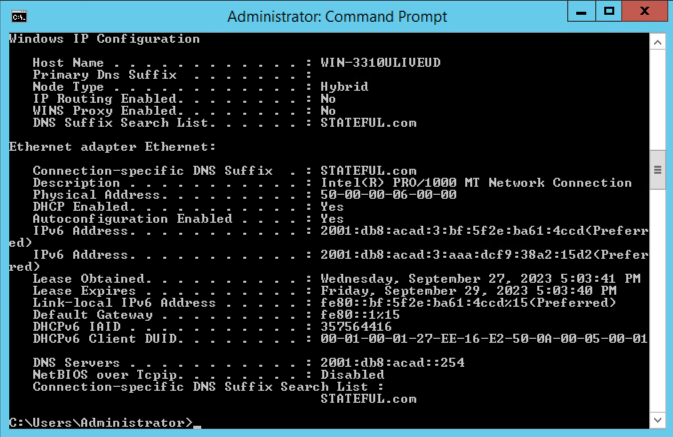 Administrator: Command Prompt
Windows IP Configuration
Host Name . . . . . . . . . . . . : WIN-3310ULIVEUD
Primary Dns Suffix  . . . . . . . :
Node Type . . . . . . . . . . . . : Hybrid
IP Routing Enabled. . . . . . . . : No
WINS Proxy Enabled. . . . . . . . : No
DNS Suffix Search List. . . . . . : STATEFUL.com
Ethernet adapter Ethernet:
Connection-specific DNS Suffix  . : STATEFUL.com
Description . . . . . . . . . . . : Intel(R) PRO/1000 MT Network Connection
Physical Address. . . . . . . . . : 50-00-00-06-00-00
DHCP Enabled. . . . . . . . . . . : Yes
Autoconfiguration Enabled . . . . : Yes
IPv6 Address. . . . . . . . . . . : 2001:db8:acad:3:bf:5f2e:ba61:4ccd(Preferr
ed)
IPv6 Address. . . . . . . . . . . : 2001:db8:acad:3:aaa:dcf9:38a2:15d2(Prefer
red)
Lease Obtained. . . . . . . . . . : Wednesday, September 27, 2023 5:03:41 PM
Lease Expires . . . . . . . . . . : Friday, September 29, 2023 5:03:40 PM
Link-local IPv6 Address . . . . . : fe80::bf:5f2e:ba61:4ccd%15(Preferred)
Default Gateway . . . . . . . . . : fe80::1%15
DHCPv6 IAID . . . . . . . . . . . : 357564416
DHCPv6 Client DUID. . . . . . . . : 00-01-00-01-27-EE-16-E2-50-0A-00-05-00-01
DNS Servers . . . . . . . . . . . : 2001:db8:acad::254
NetBIOS over Tcpip. . . . . . . . : Disabled
Connection-specific DNS Suffix Search List :
STATEFUL.com
C:\Users\Administrator>_